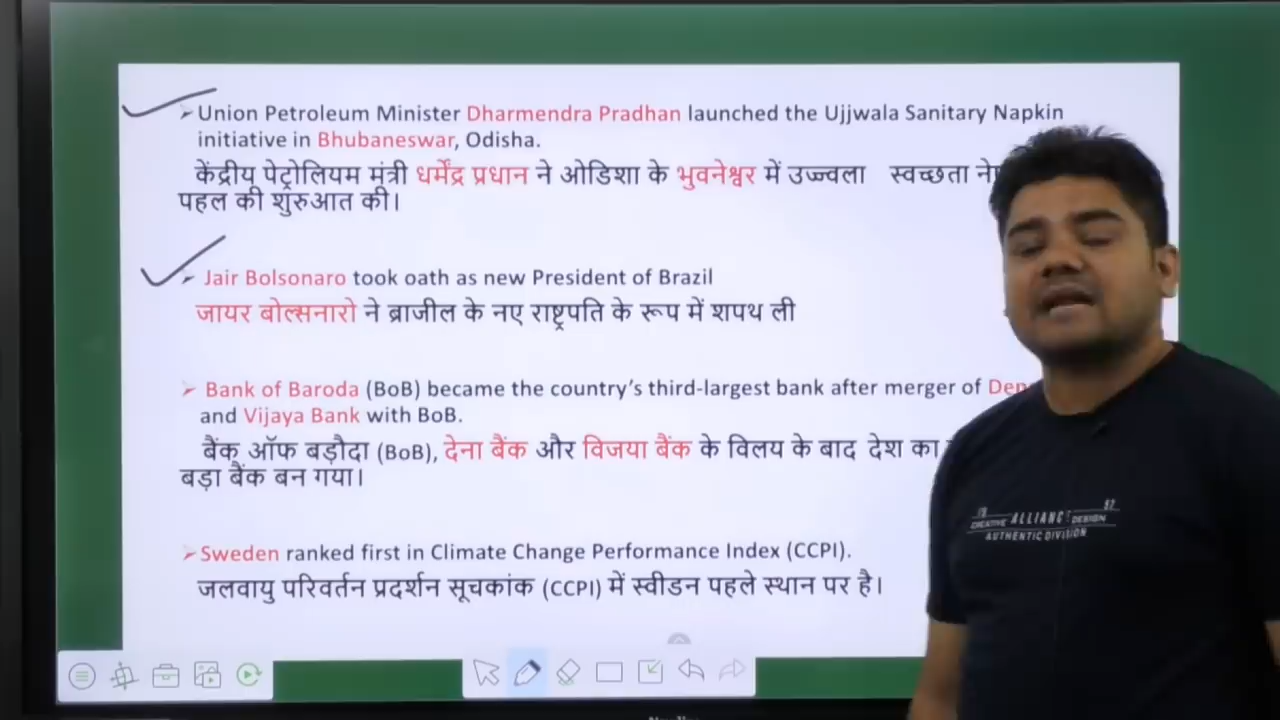 Union Petroleum Minister Dharmendra Pradhan launched the Ujjwala Sanitary Napkin
initiative in Bhubaneswar, Odisha.
केंद्रीय पेट्रोलियम मंत्री धर्मेंद्र प्रधान ने ओडिशा के भुवनेश्वर में उज्ज्वला स्वच्छता
पहल की शुरुआत की।
Jair Bolsonaro took oath as new President of Brazil
जायर बोल्सनारो ने ब्राजील के नए राष्ट्रपति के रूप में शपथ ली
Bank of Baroda (BoB) became the country's third-largest bank after merger of
and Vijaya Bank with BoB.
बैंक ऑफ बड़ौदा (BoB), देना बैंक और विजया बैंक के विलय के बाद देश का
बड़ा बैंक बन गया।
Sweden ranked first in Climate Change Performance Index (CCPI).
जलवायु परिवर्तन प्रदर्शन सूचकांक (CCPI) में स्वीडन पहले स्थान पर है।
CREATIVE ALLIANCE DESIGN
AUTHENTIC DIVISION